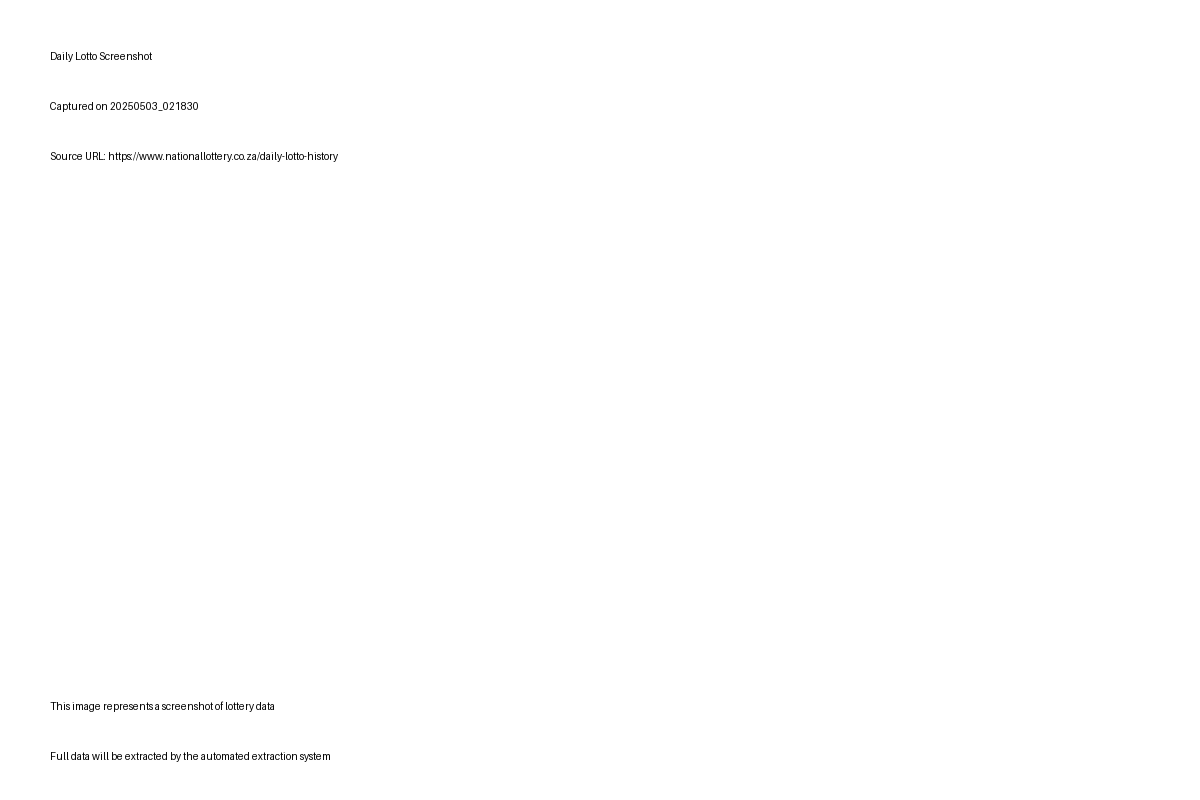 Daily Lotto Screenshot
Captured on 20250503_021830
Source URL: https://www.nationallottery.co.za/daily-lotto-history
This image represents a screenshot of lottery data
Full data will be extracted by the automated extraction system